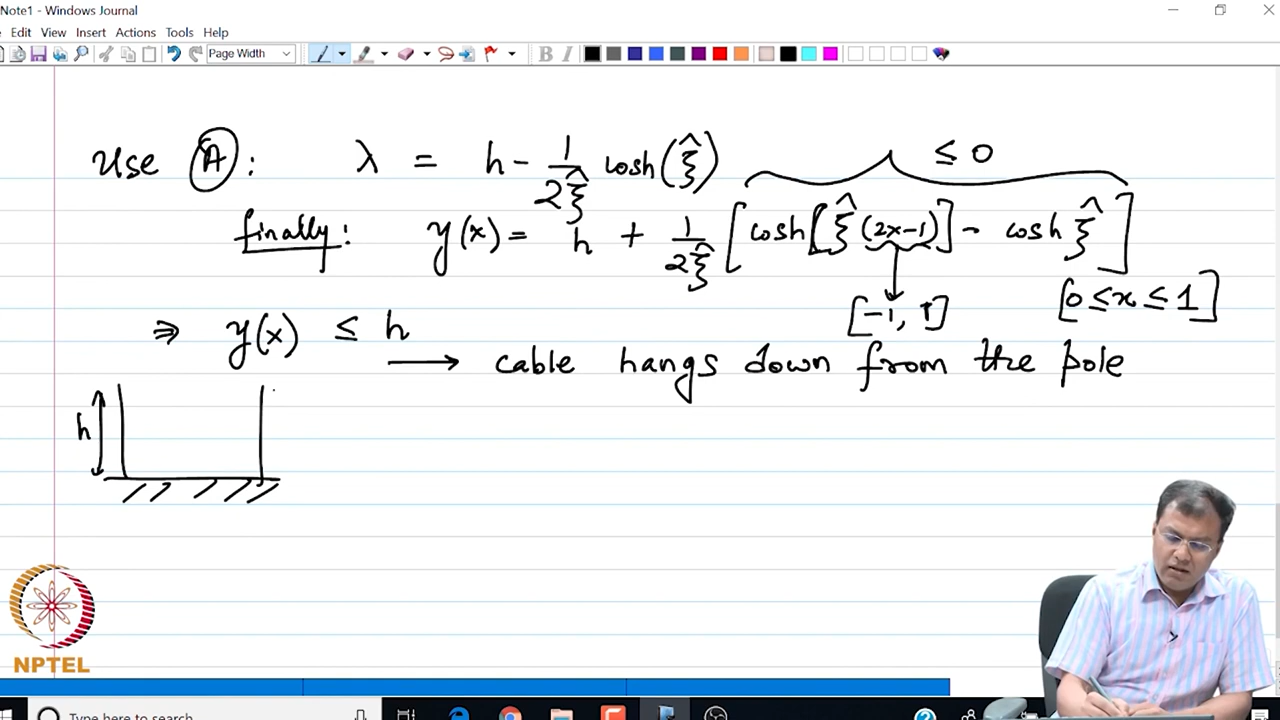 Note1 - Windows Journal
Edit View Insert Actions Tools Help
Page Width B I
Use (A) : λ = h - 1/2ξ̂ cosh(ξ̂) ≤ 0
finally : y(x) = h + 1/2ξ̂ [cosh[ξ̂(2x-1)] - cosh ξ̂]
[-1, 1] [0 ≤ x ≤ 1]
⇒ y(x) ≤ h
→ cable hangs down from the pole
h
NPTEL
Type here to search